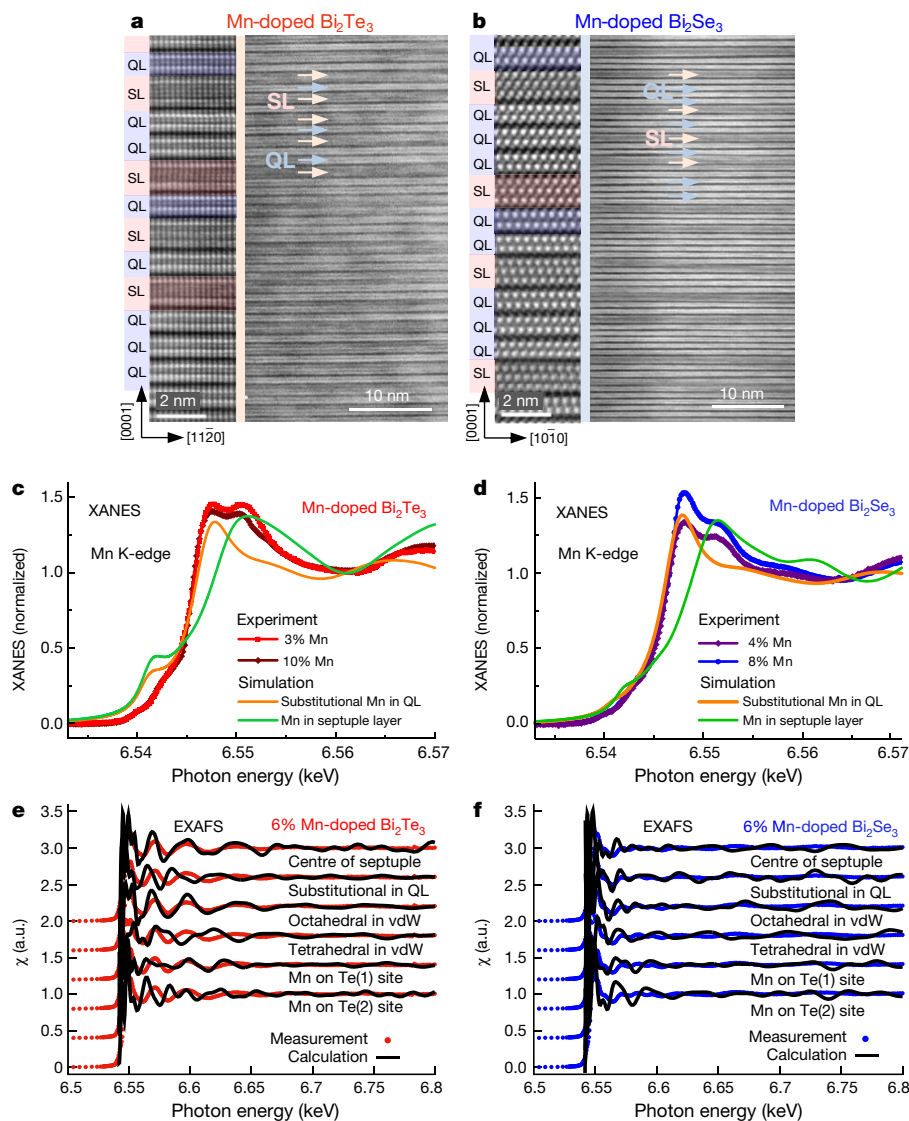 a
Mn-doped Bi₂Te₃
QL
SL
QL
QL
SL
QL
SL
QL
SL
QL
QL
QL
SL
QL
2 nm
10 nm
[0001]
[112̅0]
b
Mn-doped Bi₂Se₃
QL
SL
QL
QL
QL
SL
QL
QL
SL
QL
QL
QL
SL
QL
SL
2 nm
10 nm
[0001]
[101̅0]
c
XANES
Mn-doped Bi₂Te₃
Mn K-edge
Experiment
3% Mn
10% Mn
Simulation
Substitutional Mn in QL
Mn in septuple layer
XANES (normalized)
1.5
1.0
0.5
0.0
6.54
6.55
6.56
6.57
Photon energy (keV)
d
XANES
Mn-doped Bi₂Se₃
Mn K-edge
Experiment
4% Mn
8% Mn
Simulation
Substitutional Mn in QL
Mn in septuple layer
XANES (normalized)
1.5
1.0
0.5
0.0
6.54
6.55
6.56
6.57
Photon energy (keV)
e
EXAFS
6% Mn-doped Bi₂Te₃
Centre of septuple
Substitutional in QL
Octahedral in vdW
Tetrahedral in vdW
Mn on Te(1) site
Mn on Te(2) site
Measurement
Calculation
χ (a.u.)
3.5
3.0
2.5
2.0
1.5
1.0
0.5
0
6.5
6.55
6.6
6.65
6.7
6.75
6.8
Photon energy (keV)
f
EXAFS
6% Mn-doped Bi₂Se₃
Centre of septuple
Substitutional in QL
Octahedral in vdW
Tetrahedral in vdW
Mn on Te(1) site
Mn on Te(2) site
Measurement
Calculation
χ (a.u.)
3.5
3.0
2.5
2.0
1.5
1.0
0.5
0
6.5
6.55
6.6
6.65
6.7
6.75
6.8
Photon energy (keV)